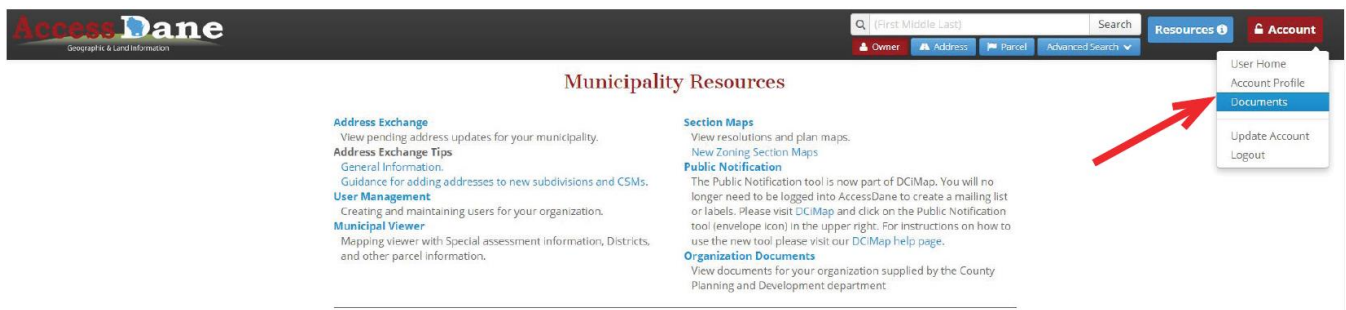 AccessDane
Geographic & Land Information
(First Middle Last)
Search
Owner
Address
Parcel
Advanced Search
Resources
Account
User Home
Account Profile
Documents
Update Account
Logout
Municipality Resources
Address Exchange
View pending address updates for your municipality.
Address Exchange Tips
General Information.
Guidance for adding addresses to new subdivisions and CSMs.
User Management
Creating and maintaining users for your organization.
Municipal Viewer
Mapping viewer with Special assessment information, Districts,
and other parcel information.
Section Maps
View resolutions and plan maps.
New Zoning Section Maps
Public Notification
The Public Notification tool is now part of DCiMap. You will no
longer need to be logged into AccessDane to create a mailing list
or labels. Please visit DCiMap and click on the Public Notification
tool (envelope icon) in the upper right. For instructions on how to
use the new tool please visit our DCiMap help page.
Organization Documents
View documents for your organization supplied by the County
Planning and Development department